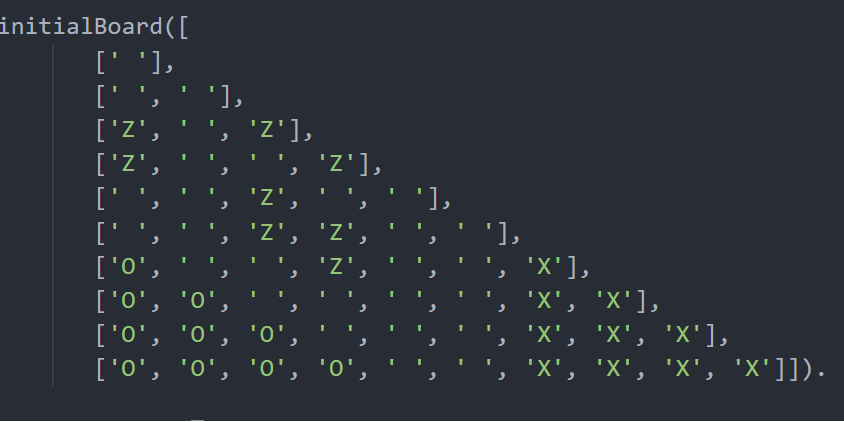 initialBoard([
[' '],
[' ', ' '],
['Z', ' ', 'Z'],
['Z', ' ', ' ', 'Z'],
[' ', ' ', 'Z', ' ', ' '],
[' ', ' ', 'Z', 'Z', ' ', ' '],
['O', ' ', ' ', 'Z', ' ', ' ', 'X'],
['O', 'O', ' ', ' ', ' ', ' ', 'X', 'X'],
['O', 'O', 'O', ' ', ' ', ' ', 'X', 'X', 'X'],
['O', 'O', 'O', 'O', ' ', ' ', 'X', 'X', 'X', 'X']]).